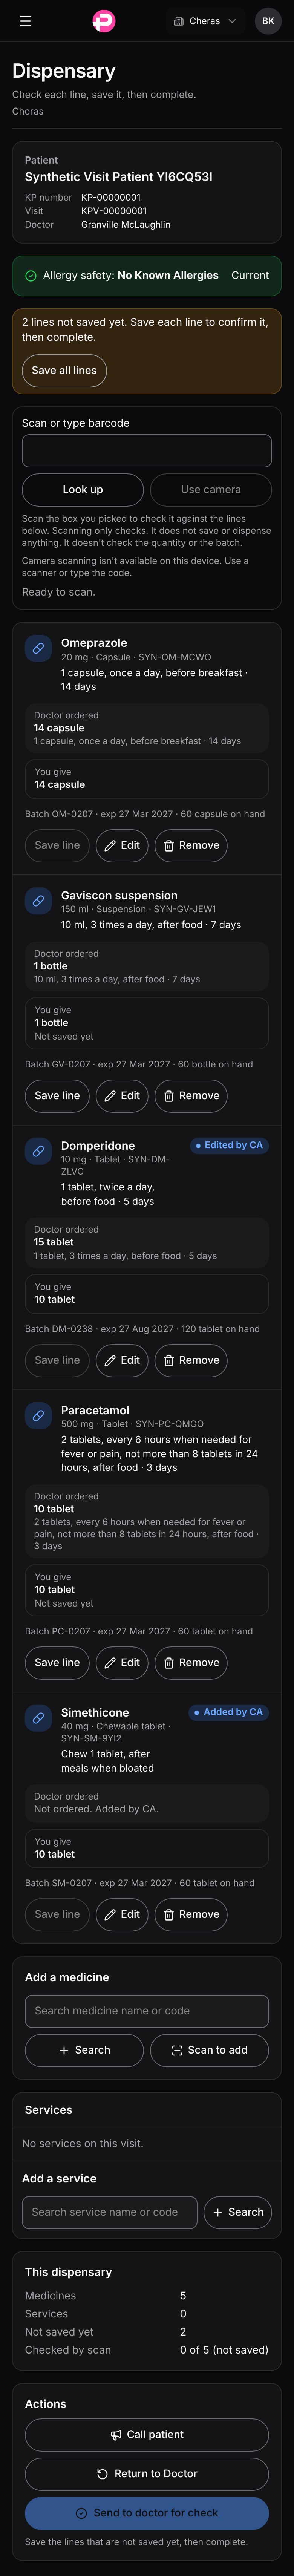 Cheras
BK
Dispensary
Check each line, save it, then complete.
Cheras
Patient
Synthetic Visit Patient YI6CQ53I
KP number KP-00000001
Visit KPV-00000001
Doctor Granville McLaughlin
Allergy safety: No Known Allergies Current
2 lines not saved yet. Save each line to confirm it,
then complete.
Save all lines
Scan or type barcode
Look up Use camera
Scan the box you picked to check it against the lines
below. Scanning only checks. It does not save or dispense
anything. It doesn't check the quantity or the batch.
Camera scanning isn't available on this device. Use a
scanner or type the code.
Ready to scan.
Omeprazole
20 mg · Capsule · SYN-OM-MCWO
1 capsule, once a day, before breakfast ·
14 days
Doctor ordered
14 capsule
1 capsule, once a day, before breakfast · 14 days
You give
14 capsule
Batch OM-0207 · exp 27 Mar 2027 · 60 capsule on hand
Save line Edit Remove
Gaviscon suspension
150 ml · Suspension · SYN-GV-JEW1
10 ml, 3 times a day, after food · 7 days
Doctor ordered
1 bottle
10 ml, 3 times a day, after food · 7 days
You give
1 bottle
Not saved yet
Batch GV-0207 · exp 27 Mar 2027 · 60 bottle on hand
Save line Edit Remove
Domperidone Edited by CA
10 mg · Tablet · SYN-DM-
ZLVC
1 tablet, twice a day,
before food · 5 days
Doctor ordered
15 tablet
1 tablet, 3 times a day, before food · 5 days
You give
10 tablet
Batch DM-0238 · exp 27 Aug 2027 · 120 tablet on hand
Save line Edit Remove
Paracetamol
500 mg · Tablet · SYN-PC-QMGO
2 tablets, every 6 hours when needed for
fever or pain, not more than 8 tablets in 24
hours, after food · 3 days
Doctor ordered
10 tablet
2 tablets, every 6 hours when needed for fever or
pain, not more than 8 tablets in 24 hours, after food ·
3 days
You give
10 tablet
Not saved yet
Batch PC-0207 · exp 27 Mar 2027 · 60 tablet on hand
Save line Edit Remove
Simethicone Added by CA
40 mg · Chewable tablet ·
SYN-SM-9YI2
Chew 1 tablet, after
meals when bloated
Doctor ordered
Not ordered. Added by CA.
You give
10 tablet
Batch SM-0207 · exp 27 Mar 2027 · 60 tablet on hand
Save line Edit Remove
Add a medicine
Search medicine name or code
Search Scan to add
Services
No services on this visit.
Add a service
Search service name or code Search
This dispensary
Medicines 5
Services 0
Not saved yet 2
Checked by scan 0 of 5 (not saved)
Actions
Call patient
Return to Doctor
Send to doctor for check
Save the lines that are not saved yet, then complete.